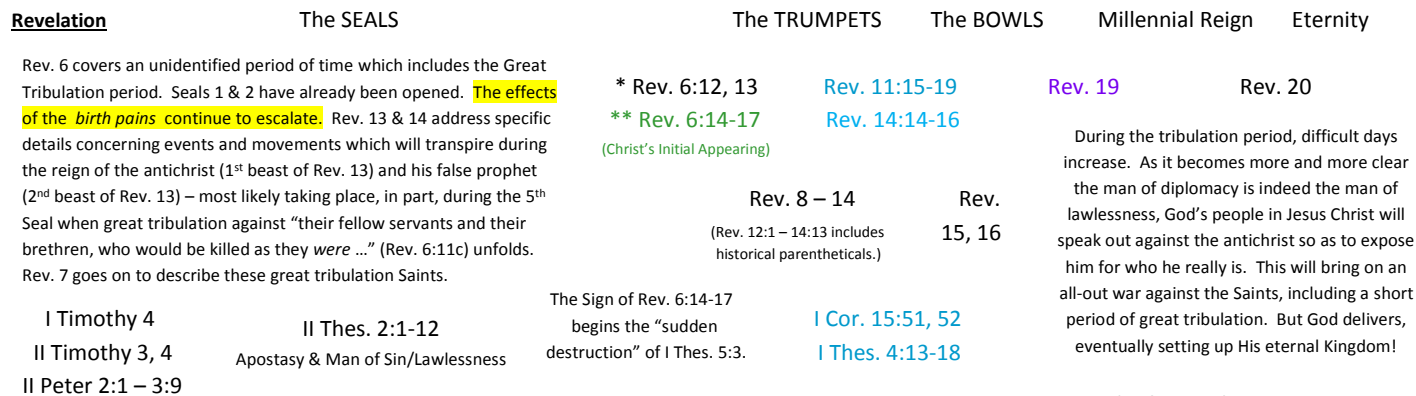 Revelation The SEALS The TRUMPETS The BOWLS Millennial Reign Eternity
Rev. 6 covers an unidentified period of time which includes the Great
Tribulation period. Seals 1 & 2 have already been opened. The effects
of the birth pains continue to escalate. Rev. 13 & 14 address specific
details concerning events and movements which will transpire during
the reign of the antichrist (1st beast of Rev. 13) and his false prophet
(2nd beast of Rev. 13) – most likely taking place, in part, during the 5th
Seal when great tribulation against “their fellow servants and their
brethren, who would be killed as they were …” (Rev. 6:11c) unfolds.
Rev. 7 goes on to describe these great tribulation Saints.
* Rev. 6:12, 13
** Rev. 6:14-17
(Christ’s Initial Appearing)
Rev. 11:15-19
Rev. 14:14-16
Rev. 19
Rev. 20
Rev. 8 – 14
(Rev. 12:1 – 14:13 includes
historical parentheticals.)
Rev.
15, 16
During the tribulation period, difficult days
increase. As it becomes more and more clear
the man of diplomacy is indeed the man of
lawlessness, God’s people in Jesus Christ will
speak out against the antichrist so as to expose
him for who he really is. This will bring on an
all-out war against the Saints, including a short
period of great tribulation. But God delivers,
eventually setting up His eternal Kingdom!
I Timothy 4
II Timothy 3, 4
II Peter 2:1 – 3:9
II Thes. 2:1-12
Apostasy & Man of Sin/Lawlessness
The Sign of Rev. 6:14-17
begins the “sudden
destruction” of I Thes. 5:3.
I Cor. 15:51, 52
I Thes. 4:13-18